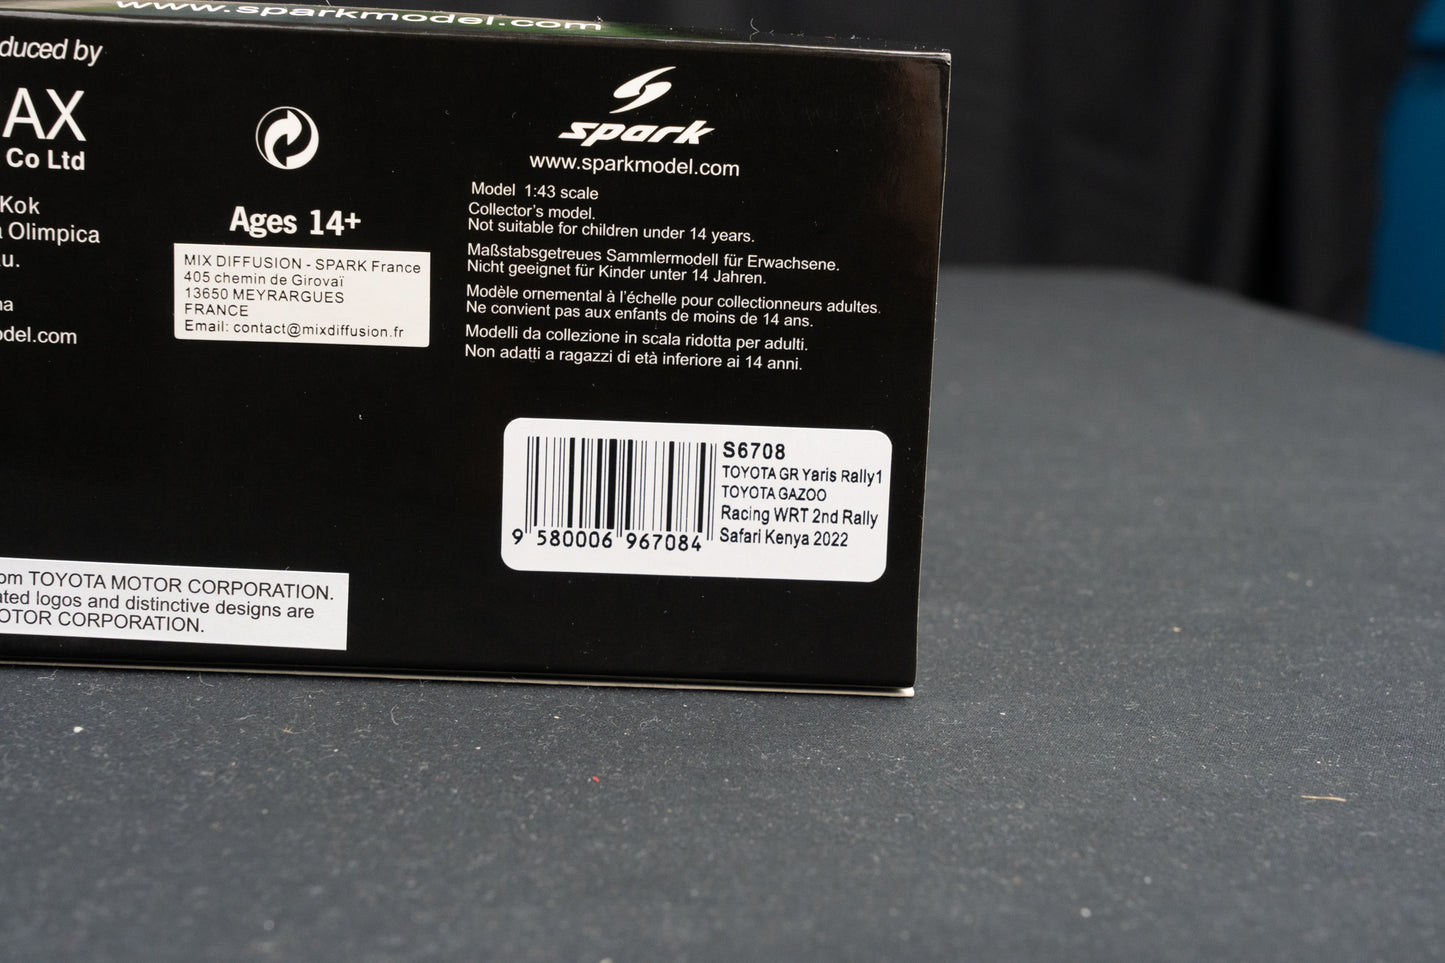 www.sparkmodel.com
duced by
AX
Co Ltd
Kok
Olimpica
u.
na
odel.com
Ages 14+
MIX DIFFUSION - SPARK France
405 chemin de Girovaï
13650 MEYRARGUES
FRANCE
Email: contact@mixdiffusion.fr
spark
www.sparkmodel.com
Model 1:43 scale
Collector's model.
Not suitable for children under 14 years.
Maßstabsgetreues Sammlermodell für Erwachsene.
Nicht geeignet für Kinder unter 14 Jahren.
Modèle ornemental à l'échelle pour collectionneurs adultes.
Ne convient pas aux enfants de moins de 14 ans.
Modelli da collezione in scala ridotta per adulti.
Non adatti a ragazzi di età inferiore ai 14 anni.
S6708
TOYOTA GR Yaris Rally1
TOYOTA GAZOO
Racing WRT 2nd Rally
Safari Kenya 2022
9 580006 967084
om TOYOTA MOTOR CORPORATION.
ated logos and distinctive designs are
OTOR CORPORATION.